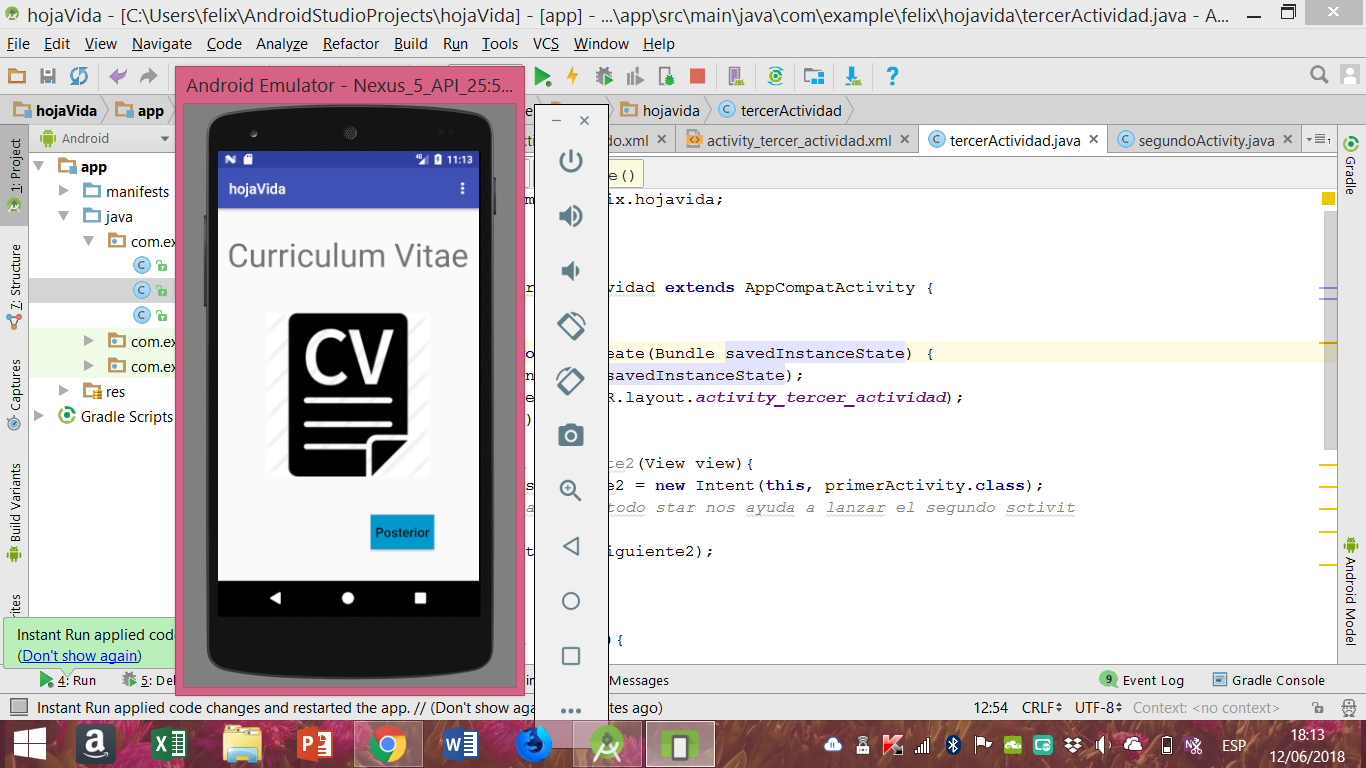 hojaVida - [C:\Users\felix\AndroidStudioProjects\hojaVida] - [app] - ...\app\src\main\java\com\example\felix\hojavida\tercerActividad.java - A...
File Edit View Navigate Code Analyze Refactor Build Run Tools VCS Window Help
hojaVida app hojavida tercerActividad
Android Emulator - Nexus_5_API_25:5...
1: Project
Z: Structure
Captures
Build Variants
Android
app
manifests
java
com.ex
com.ex
com.ex
res
Gradle Scripts
11:13
hojaVida
Curriculum Vitae
CV
Posterior
do.xml activity_tercer_actividad.xml tercerActividad.java segundoActivity.java
e()
ix.hojavida;
vidad extends AppCompatActivity {
eate(Bundle savedInstanceState) {
savedInstanceState);
R.layout.activity_tercer_actividad);
te2(View view){
e2 = new Intent(this, primerActivity.class);
todo star nos ayuda a lanzar el segundo sctivit
iguiente2);
){
Gradle
Android Model
Instant Run applied cod
(Don't show again)
4: Run 5: De Messages 9 Event Log Gradle Console
Instant Run applied code changes and restarted the app. // (Don't show aga tes ago) 12:54 CRLF UTF-8 Context: <no context>
ESP
18:13
12/06/2018